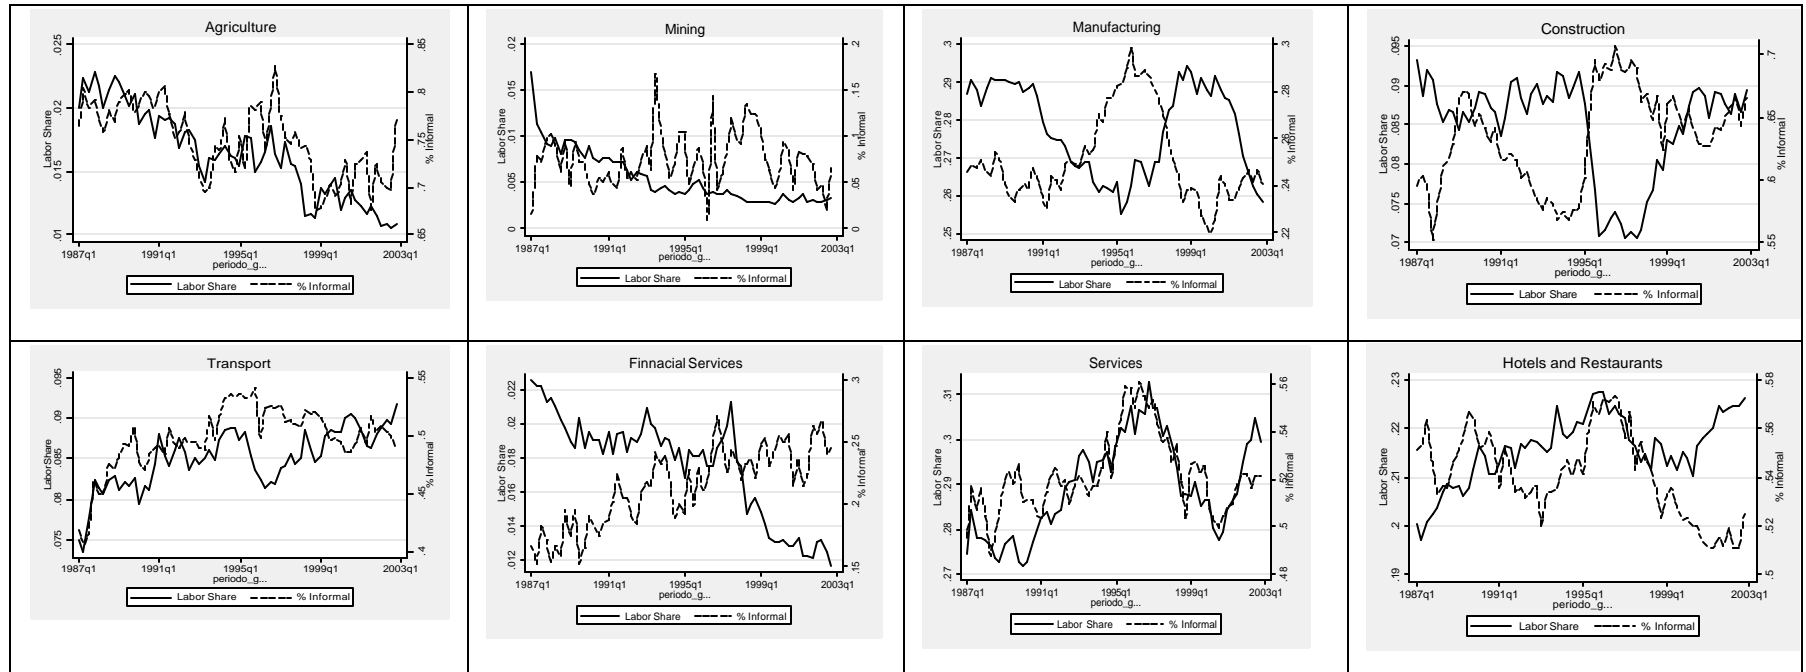 Agriculture
Labor Share
.01 .015 .02 .025
% Informal
.65 .7 .75 .8 .85
1987q1 1991q1 1995q1 1999q1 2003q1
periodo_g...
Labor Share % Informal
Mining
Labor Share
0 .005 .01 .015 .02
% Informal
0 .05 .1 .15 .2
1987q1 1991q1 1995q1 1999q1 2003q1
periodo_g...
Labor Share % Informal
Manufacturing
Labor Share
.25 .26 .27 .28 .29 .3
% Informal
.22 .24 .26 .28 .3
1987q1 1991q1 1995q1 1999q1 2003q1
periodo_g...
Labor Share % Informal
Construction
Labor Share
.07 .075 .08 .085 .09 .095
% Informal
.55 .6 .65 .7
1987q1 1991q1 1995q1 1999q1 2003q1
periodo_g...
Labor Share % Informal
Transport
Labor Share
.075 .08 .085 .09 .095
% Informal
.4 .45 .5 .55
1987q1 1991q1 1995q1 1999q1 2003q1
periodo_g...
Labor Share % Informal
Finnacial Services
Labor Share
.012 .014 .016 .018 .02 .022
% Informal
.15 .2 .25 .3
1987q1 1991q1 1995q1 1999q1 2003q1
periodo_g...
Labor Share % Informal
Services
Labor Share
.27 .28 .29 .3 .31
% Informal
.48 .5 .52 .54 .56
1987q1 1991q1 1995q1 1999q1 2003q1
periodo_g...
Labor Share % Informal
Hotels and Restaurants
Labor Share
.19 .2 .21 .22 .23
% Informal
.5 .52 .54 .56 .58
1987q1 1991q1 1995q1 1999q1 2003q1
periodo_g...
Labor Share % Informal